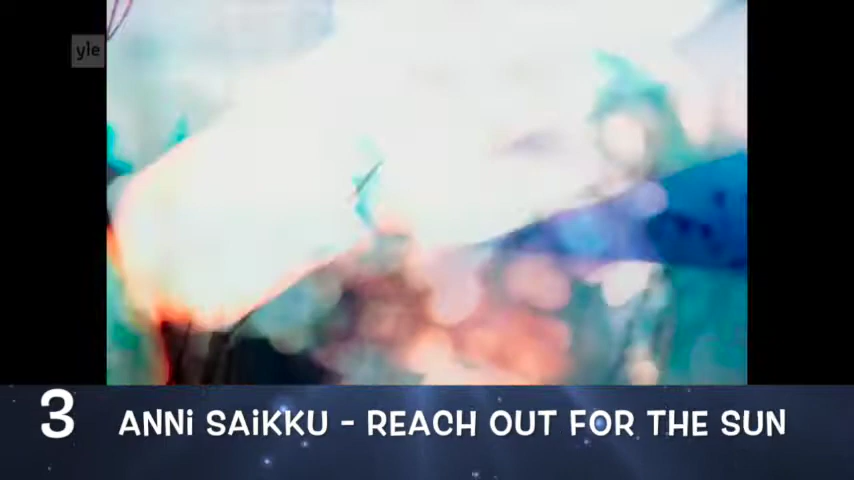 yle
3 ANNi SAiKKU - REACH OUT FOR THE SUN